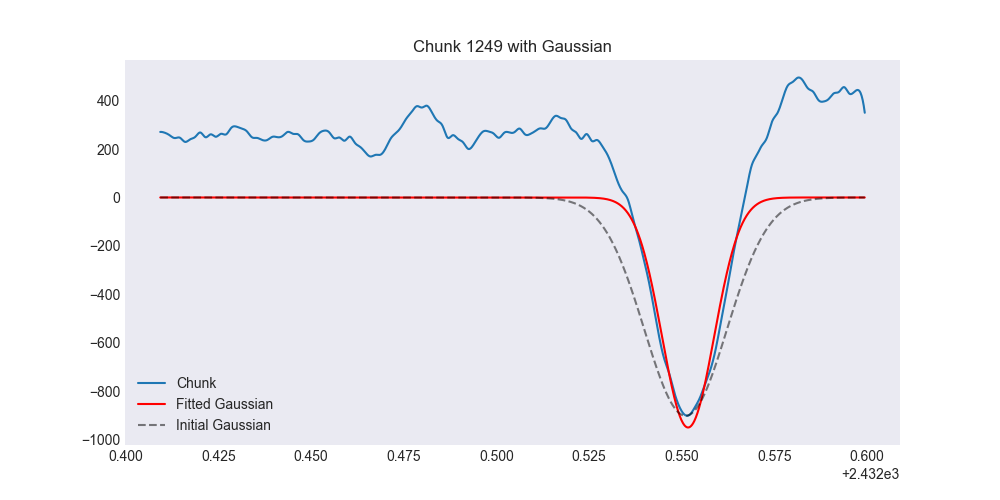 Chunk 1249 with Gaussian
400
200
0
−200
−400
−600
−800
−1000
Chunk
Fitted Gaussian
Initial Gaussian
0.400 0.425 0.450 0.475 0.500 0.525 0.550 0.575 0.600
+2.432e3